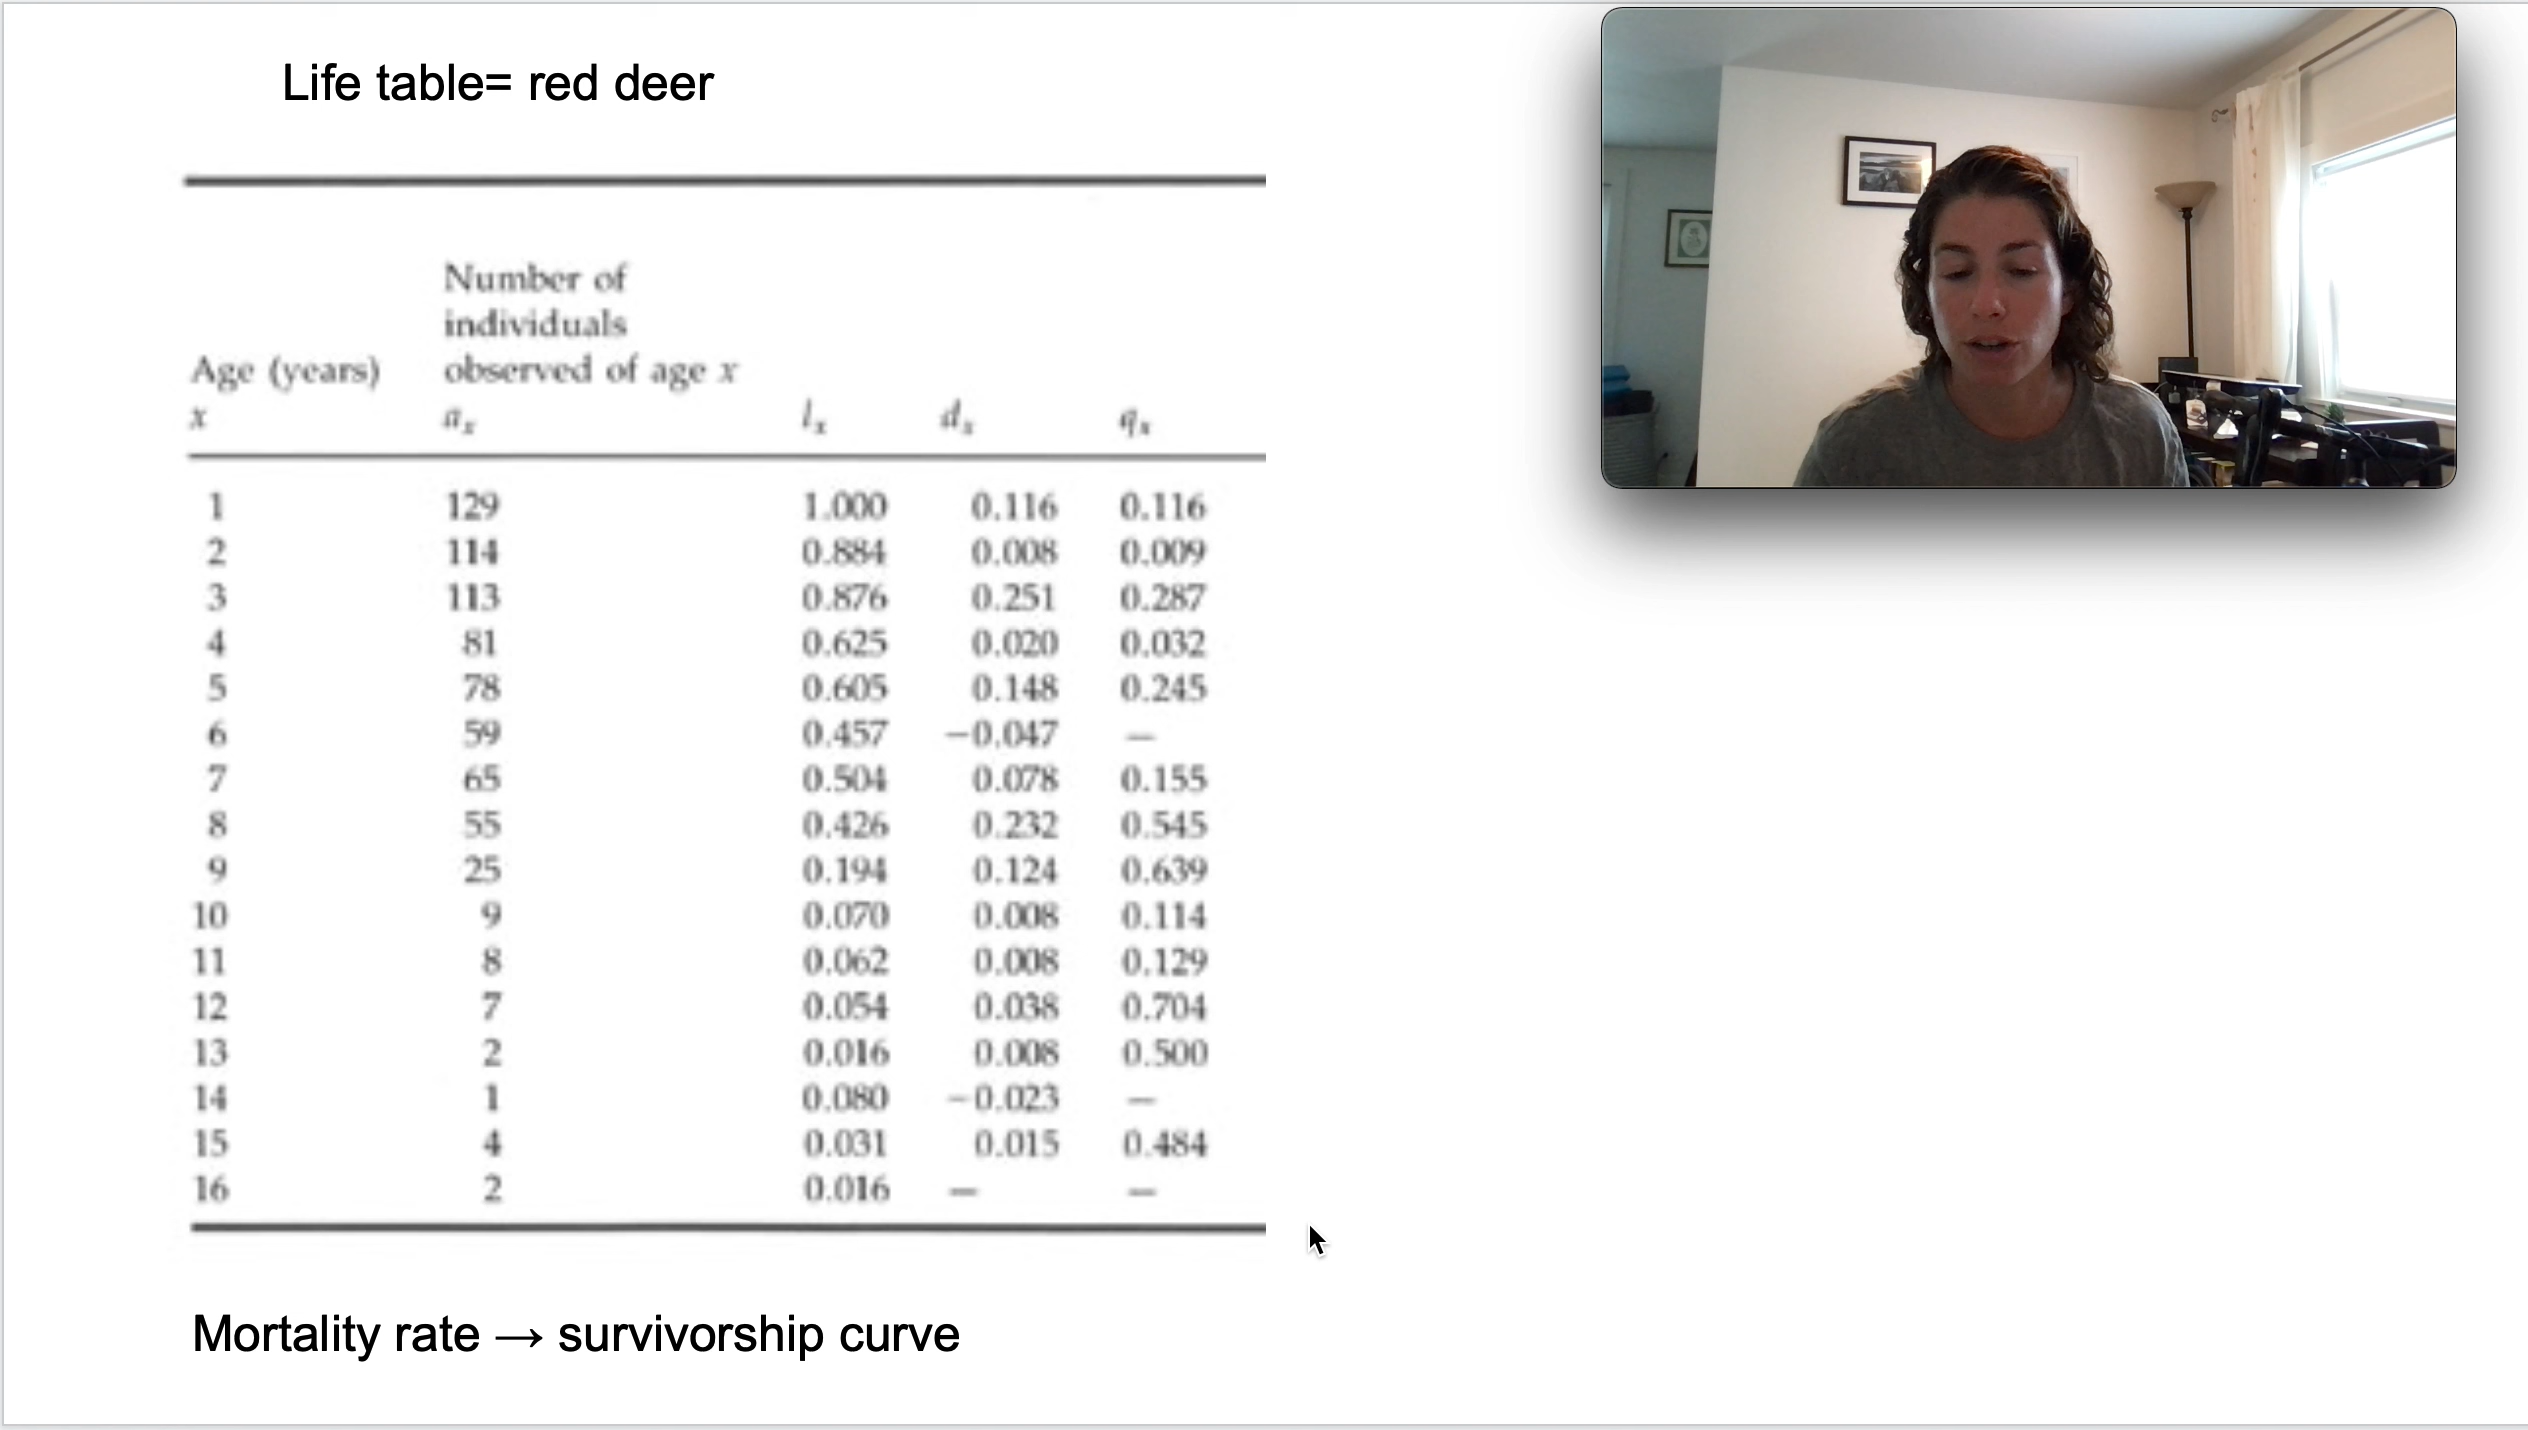 Life table= red deer
Number of
individuals
Age (years) observed of age x
x aₓ lₓ dₓ qₓ
1 129 1.000 0.116 0.116
2 114 0.884 0.008 0.009
3 113 0.876 0.251 0.287
4 81 0.625 0.020 0.032
5 78 0.605 0.148 0.245
6 59 0.457 −0.047 —
7 65 0.504 0.078 0.155
8 55 0.426 0.232 0.545
9 25 0.194 0.124 0.639
10 9 0.070 0.008 0.114
11 8 0.062 0.008 0.129
12 7 0.054 0.038 0.704
13 2 0.016 0.008 0.500
14 1 0.080 −0.023 —
15 4 0.031 0.015 0.484
16 2 0.016 — —
Mortality rate → survivorship curve